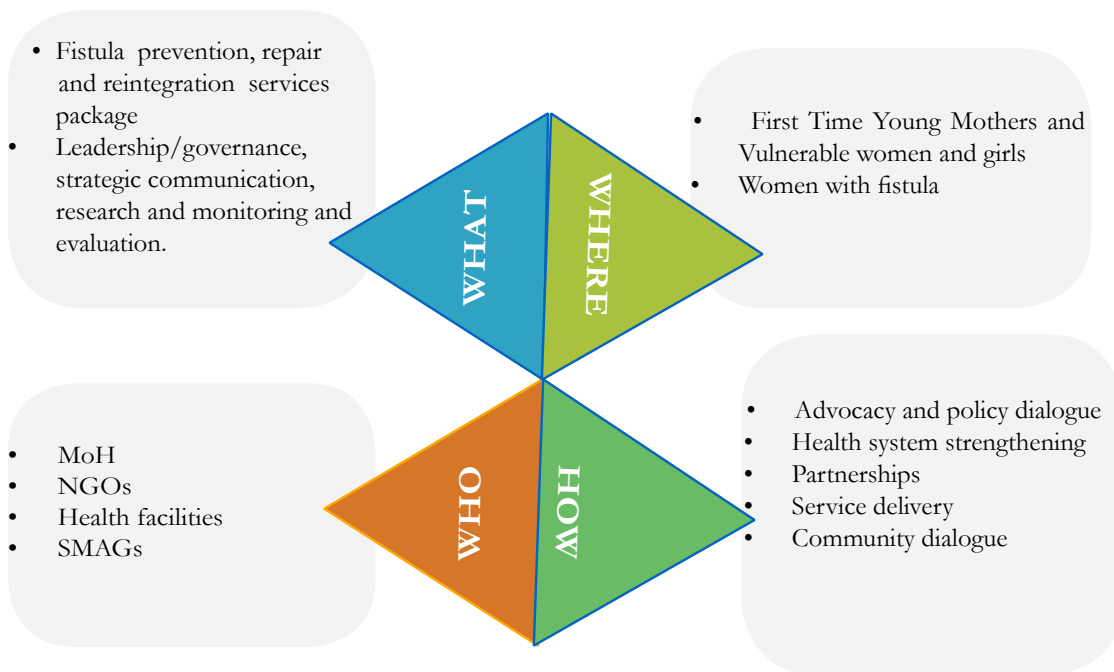 • Fistula prevention, repair
and reintegration services
package
• Leadership/governance,
strategic communication,
research and monitoring and
evaluation.
WHAT
WHERE
• First Time Young Mothers and
Vulnerable women and girls
• Women with fistula
• MoH
• NGOs
• Health facilities
• SMAGs
WHO
HOW
• Advocacy and policy dialogue
• Health system strengthening
• Partnerships
• Service delivery
• Community dialogue